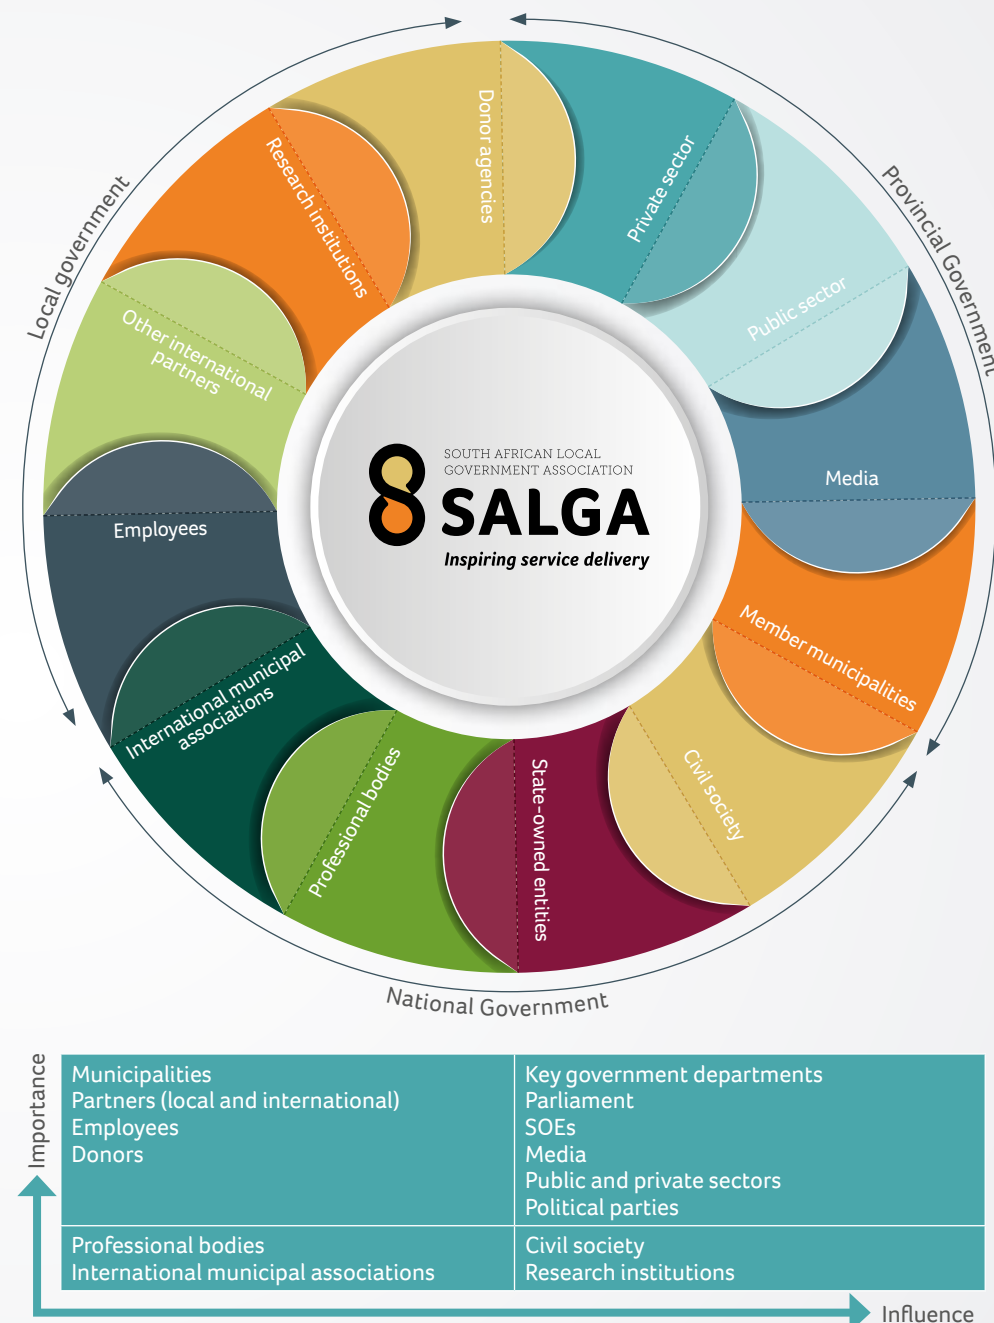 Local government
Provincial Government
Donor agencies
Private sector
Public sector
Media
Member municipalities
Civil society
State-owned entities
Professional bodies
International municipal
associations
Employees
Other international
partners
Research institutions
SOUTH AFRICAN LOCAL
GOVERNMENT ASSOCIATION
SALGA
Inspiring service delivery
National Government
Importance
Municipalities
Partners (local and international)
Employees
Donors
Key government departments
Parliament
SOEs
Media
Public and private sectors
Political parties
Professional bodies
International municipal associations
Civil society
Research institutions
Influence